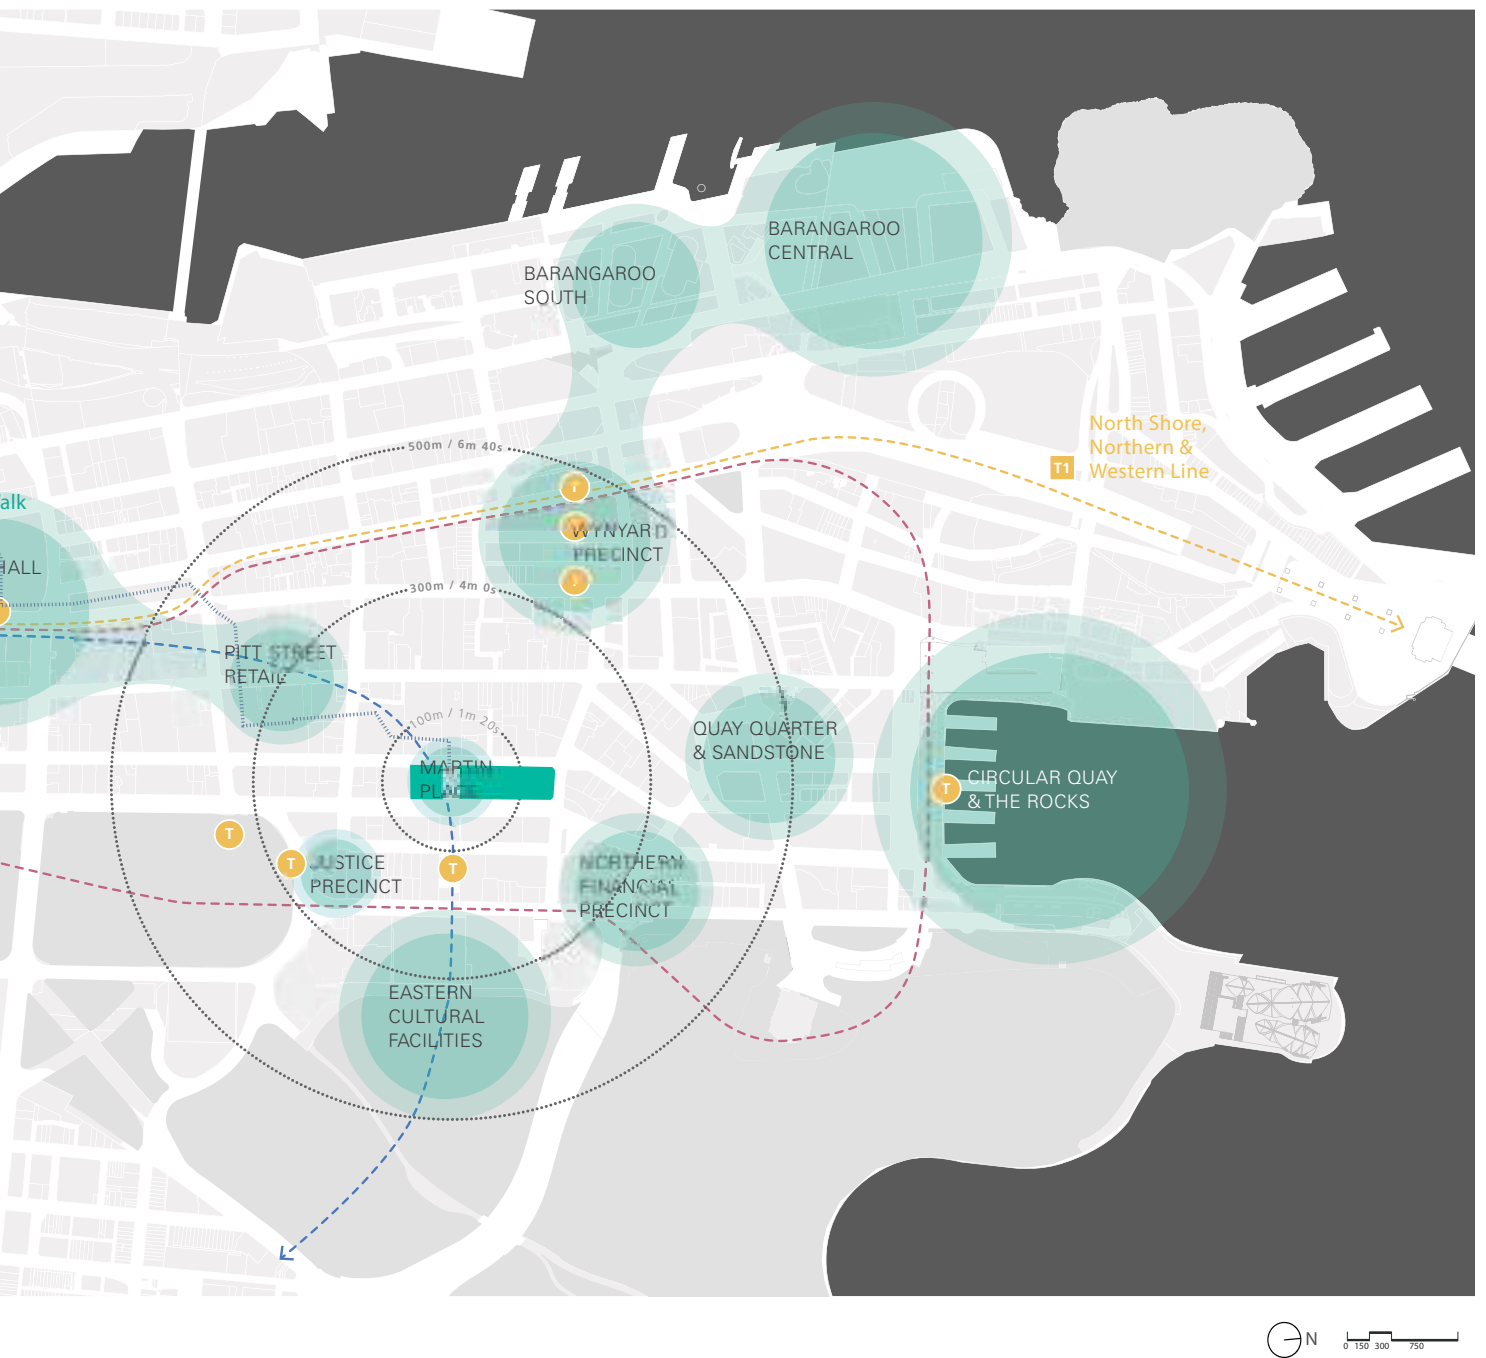 BARANGAROO
CENTRAL
BARANGAROO
SOUTH
North Shore,
Northern &
Western Line
T1
500m / 6m 40s
alk
WYNYARD
PRECINCT
HALL
300m / 4m 0s
PITT STREET
RETAIL
100m / 1m 20s
QUAY QUARTER
& SANDSTONE
MARTIN
PLACE
T
CIRCULAR QUAY
& THE ROCKS
T
T
T
JUSTICE
PRECINCT
NORTHERN
FINANCIAL
PRECINCT
EASTERN
CULTURAL
FACILITIES
N
0 150 300 750